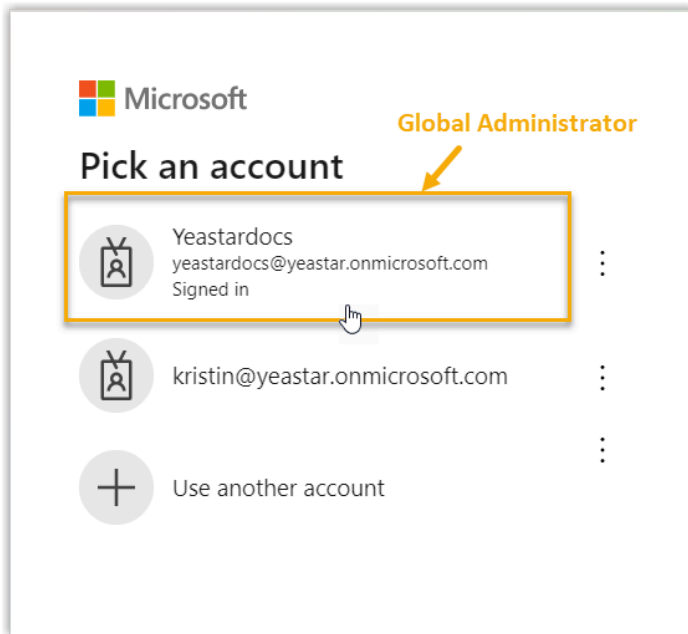 Microsoft
Global Administrator
Pick an account
Yeastardocs
yeastardocs@yeastar.onmicrosoft.com
Signed in
kristin@yeastar.onmicrosoft.com
Use another account